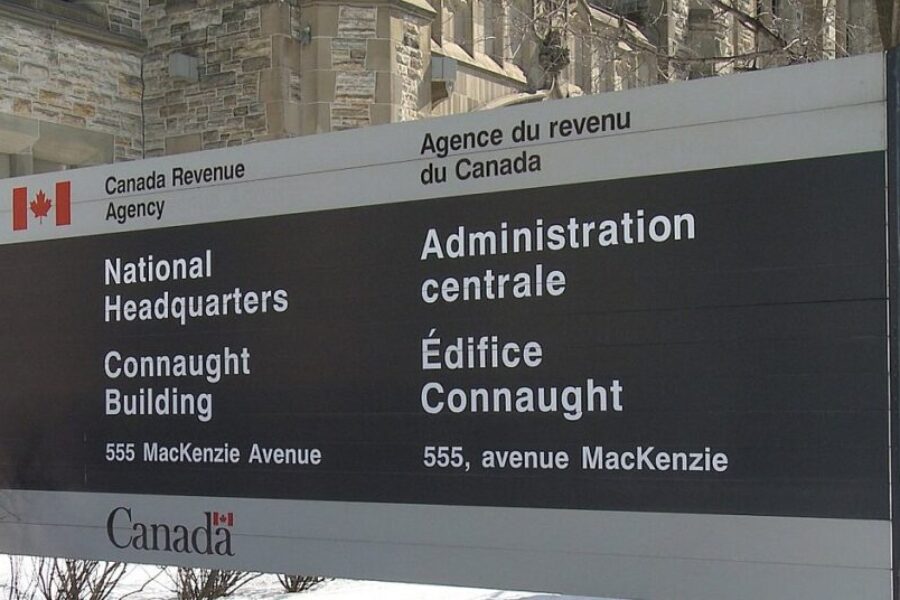 Canada Revenue
Agency
Agence du revenu
du Canada
National
Headquarters
Connaught
Building
555 MacKenzie Avenue
Administration
centrale
Édifice
Connaught
555, avenue MacKenzie
Canada